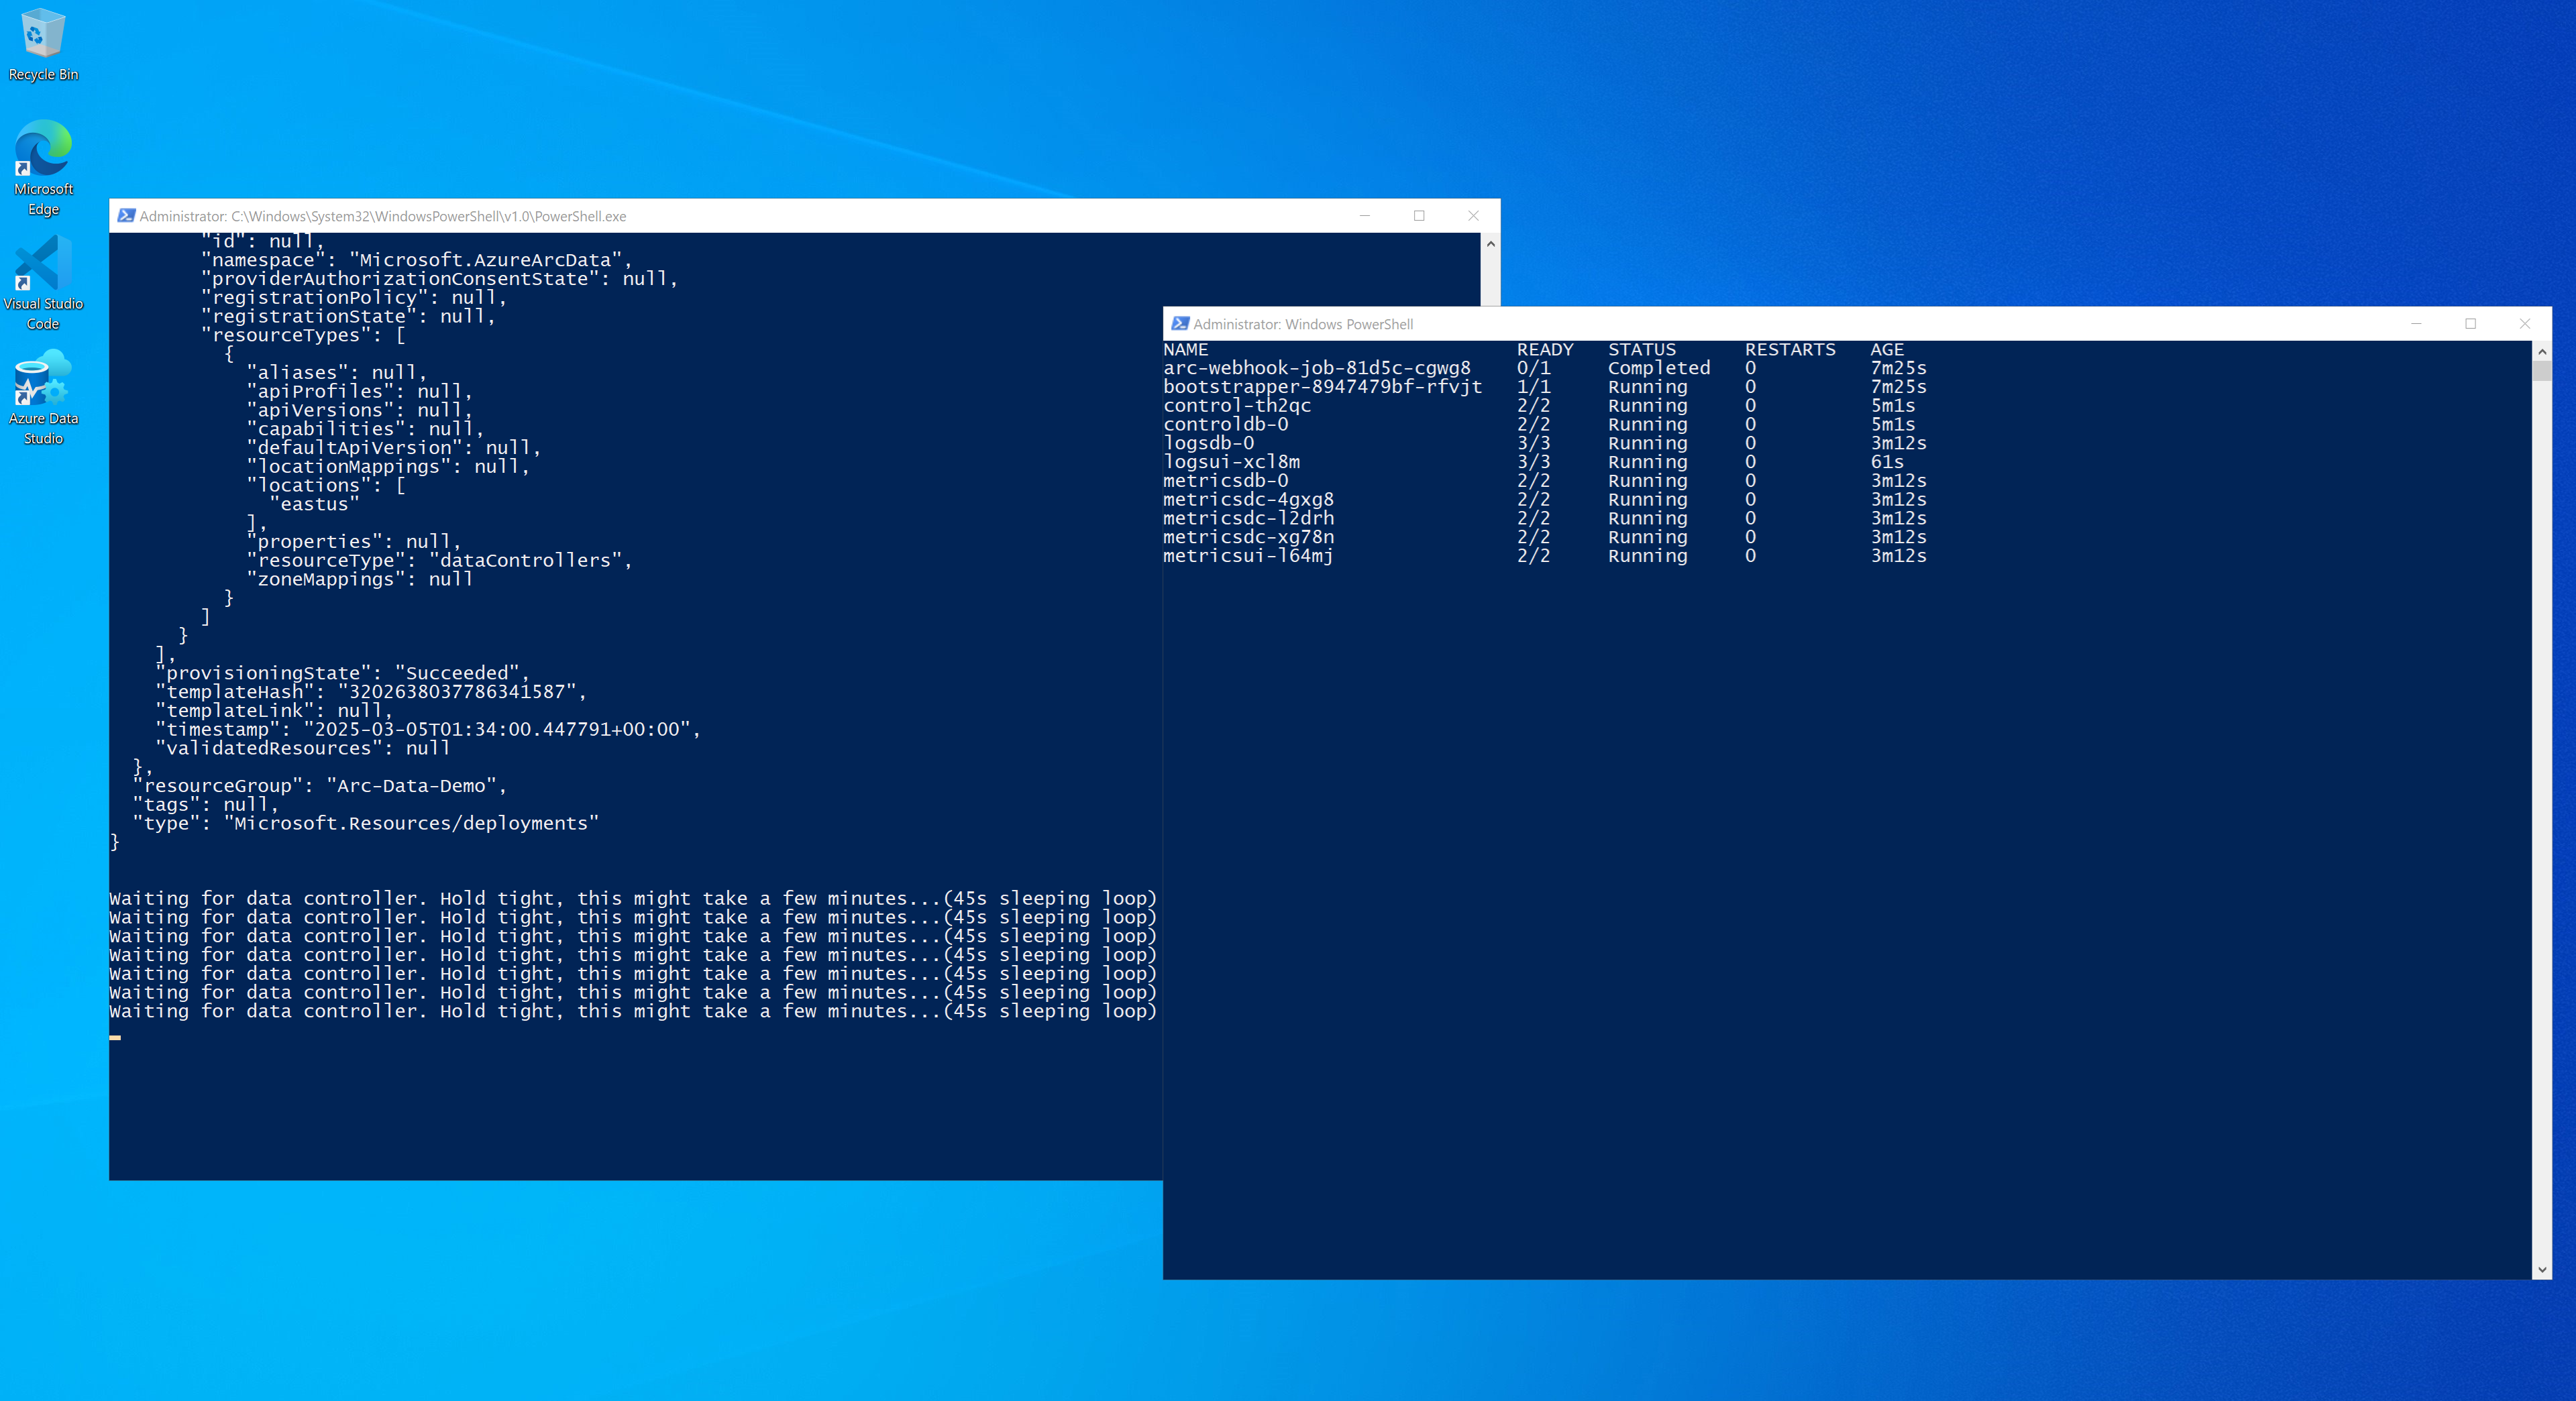 Recycle Bin
Microsoft
Edge
Visual Studio
Code
Azure Data
Studio
Administrator: C:\Windows\System32\WindowsPowerShell\v1.0\PowerShell.exe
        "id": null,
        "namespace": "Microsoft.AzureArcData",
        "providerAuthorizationConsentState": null,
        "registrationPolicy": null,
        "registrationState": null,
        "resourceTypes": [
          {
            "aliases": null,
            "apiProfiles": null,
            "apiVersions": null,
            "capabilities": null,
            "defaultApiVersion": null,
            "locationMappings": null,
            "locations": [
              "eastus"
            ],
            "properties": null,
            "resourceType": "dataControllers",
            "zoneMappings": null
          }
        ]
      }
    ],
    "provisioningState": "Succeeded",
    "templateHash": "3202638037786341587",
    "templateLink": null,
    "timestamp": "2025-03-05T01:34:00.447791+00:00",
    "validatedResources": null
  },
  "resourceGroup": "Arc-Data-Demo",
  "tags": null,
  "type": "Microsoft.Resources/deployments"
}
Waiting for data controller. Hold tight, this might take a few minutes...(45s sleeping loop)
Waiting for data controller. Hold tight, this might take a few minutes...(45s sleeping loop)
Waiting for data controller. Hold tight, this might take a few minutes...(45s sleeping loop)
Waiting for data controller. Hold tight, this might take a few minutes...(45s sleeping loop)
Waiting for data controller. Hold tight, this might take a few minutes...(45s sleeping loop)
Waiting for data controller. Hold tight, this might take a few minutes...(45s sleeping loop)
Waiting for data controller. Hold tight, this might take a few minutes...(45s sleeping loop)
Administrator: Windows PowerShell
NAME READY STATUS RESTARTS AGE
arc-webhook-job-81d5c-cgwg8 0/1 Completed 0 7m25s
bootstrapper-8947479bf-rfvjt 1/1 Running 0 7m25s
control-th2qc 2/2 Running 0 5m1s
controldb-0 2/2 Running 0 5m1s
logsdb-0 3/3 Running 0 3m12s
logsui-xcl8m 3/3 Running 0 61s
metricsdb-0 2/2 Running 0 3m12s
metricsdc-4gxg8 2/2 Running 0 3m12s
metricsdc-l2drh 2/2 Running 0 3m12s
metricsdc-xg78n 2/2 Running 0 3m12s
metricsui-l64mj 2/2 Running 0 3m12s